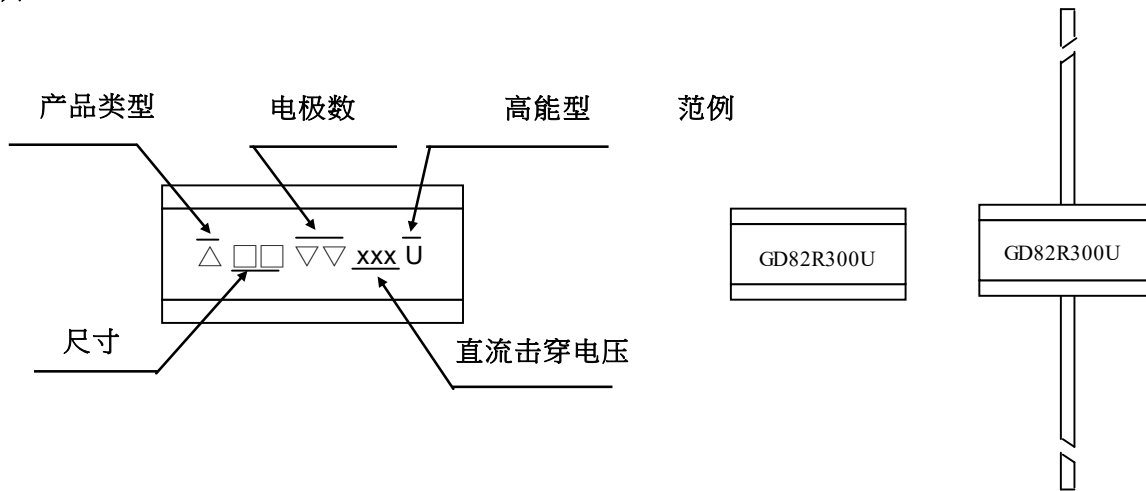 产品类型 电极数 高能型 范例
△ □□ ▽▽ xxx U
GD82R300U GD82R300U
尺寸 直流击穿电压